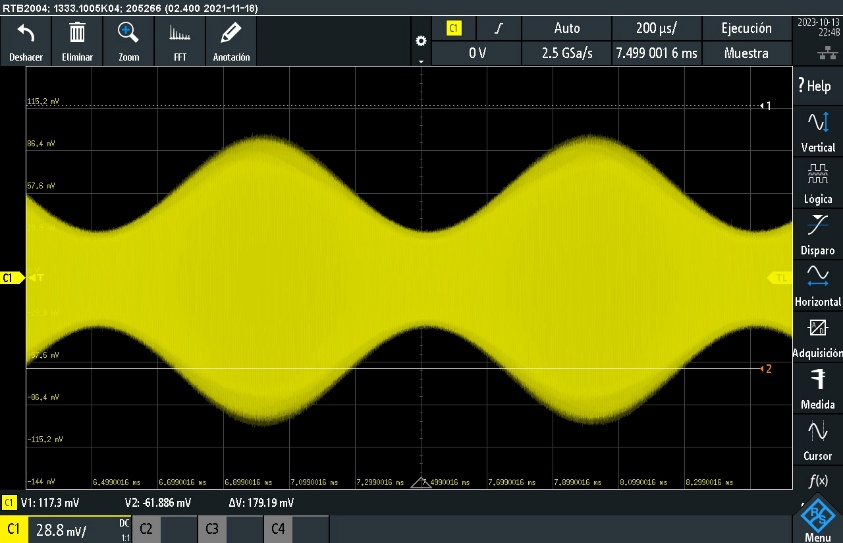 RTB2004; 1333.1005K04; 205266 (02.400 2021-11-18)
Deshacer
Eliminar
Zoom
FFT
Anotación
C1
Auto
200 µs/
Ejecución
0 V
2.5 GSa/s
7.499 001 6 ms
Muestra
2023-10-13
22:48
115.2 mV
1
? Help
86.4 mV
Vertical
57.6 mV
Lógica
Disparo
C1
T
Horizontal
Adquisición
2
Medida
-86.4 mV
-115.2 mV
Cursor
-144 mV
6.4990016 ms
6.6990016 ms
6.8990016 ms
7.0990016 ms
7.2990016 ms
7.4990016 ms
7.6990016 ms
7.8990016 ms
8.0990016 ms
8.2990016 ms
f(x)
C1
V1: 117.3 mV
V2: -61.886 mV
ΔV: 179.19 mV
C1
28.8 mV/
DC
1:1
C2
C3
C4
R&S
Menu